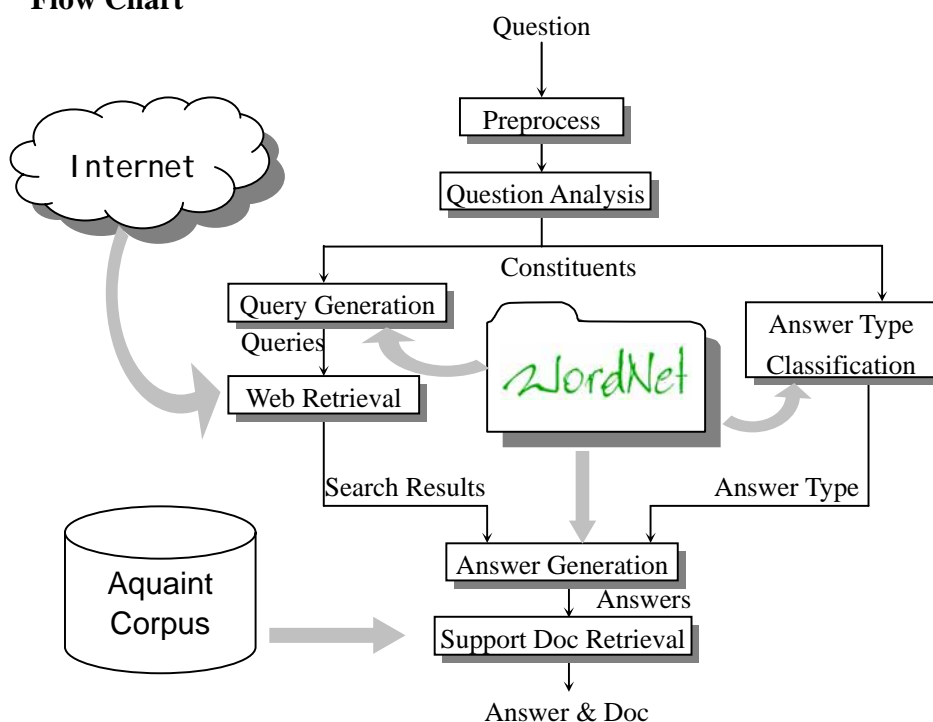 Flow Chart
Question
Preprocess
Internet
Question Analysis
Constituents
Query Generation
Queries
WordNet
Answer Type
Classification
Web Retrieval
Search Results
Answer Type
Answer Generation
Answers
Aquaint
Corpus
Support Doc Retrieval
Answer & Doc